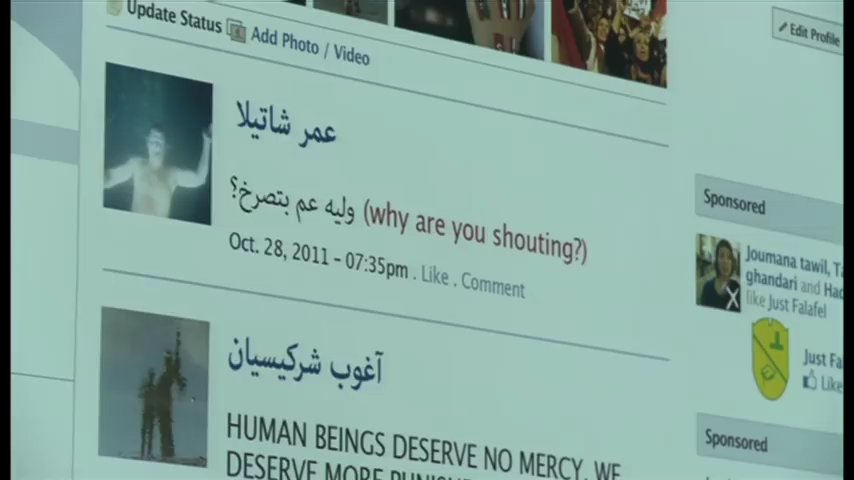 Update Status Add Photo / Video
Edit Profile
عمر شاتيلا
وليه عم بتصرخ؟ (why are you shouting?)
Oct. 28, 2011 - 07:35pm . Like . Comment
آغوب شركيسيان
HUMAN BEINGS DESERVE NO MERCY. WE
DESERVE MORE
Sponsored
Joumana tawil,
ghandari and
like Just Falafel
Just
Like
Sponsored